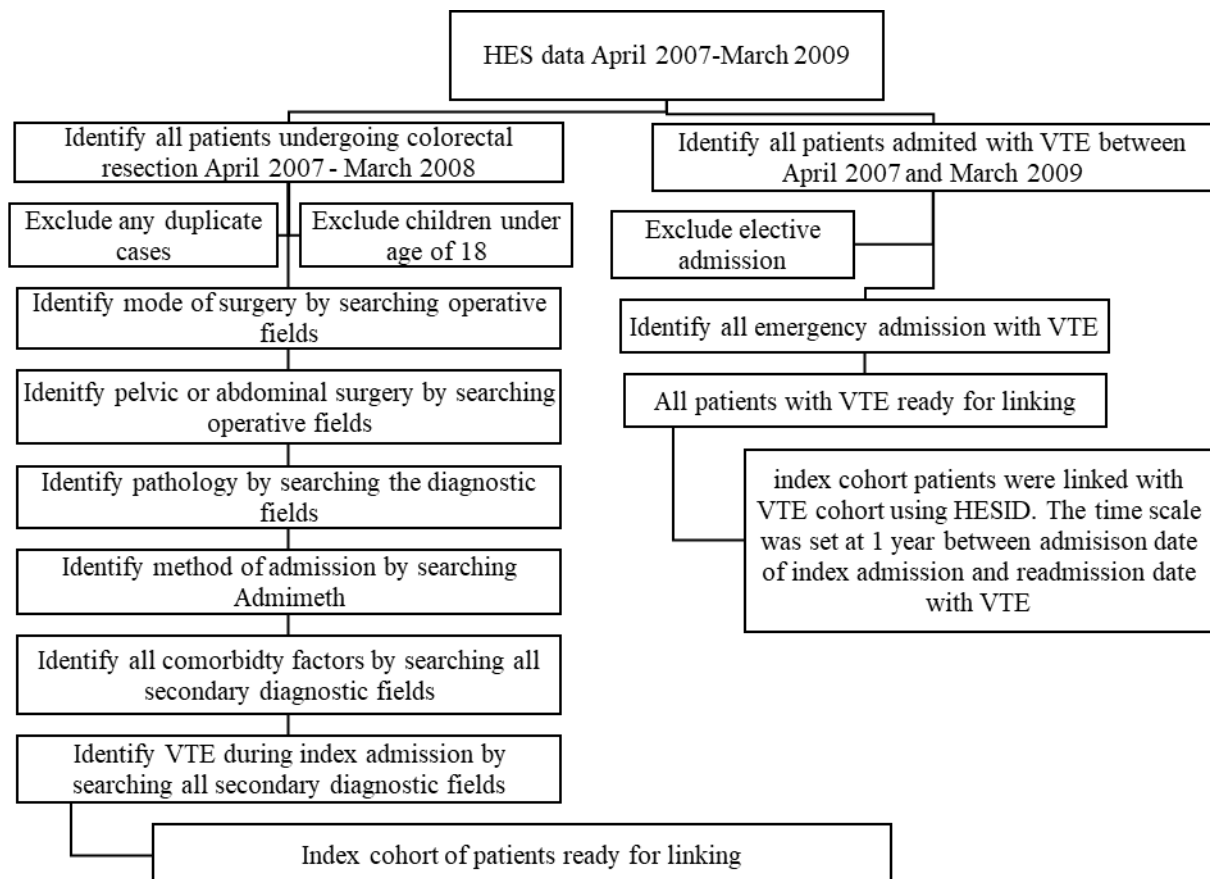 HES data April 2007-March 2009
Identify all patients undergoing colorectal
resection April 2007 - March 2008
Exclude any duplicate
cases
Exclude children under
age of 18
Identify mode of surgery by searching operative
fields
Idenitfy pelvic or abdominal surgery by searching
operative fields
Identify pathology by searching the diagnostic
fields
Identify method of admission by searching
Admimeth
Identify all comorbidty factors by searching all
secondary diagnostic fields
Identify VTE during index admission by
searching all secondary diagnostic fields
Index cohort of patients ready for linking
Identify all patients admited with VTE between
April 2007 and March 2009
Exclude elective
admission
Identify all emergency admission with VTE
All patients with VTE ready for linking
index cohort patients were linked with
VTE cohort using HESID. The time scale
was set at 1 year between admisison date
of index admission and readmission date
with VTE